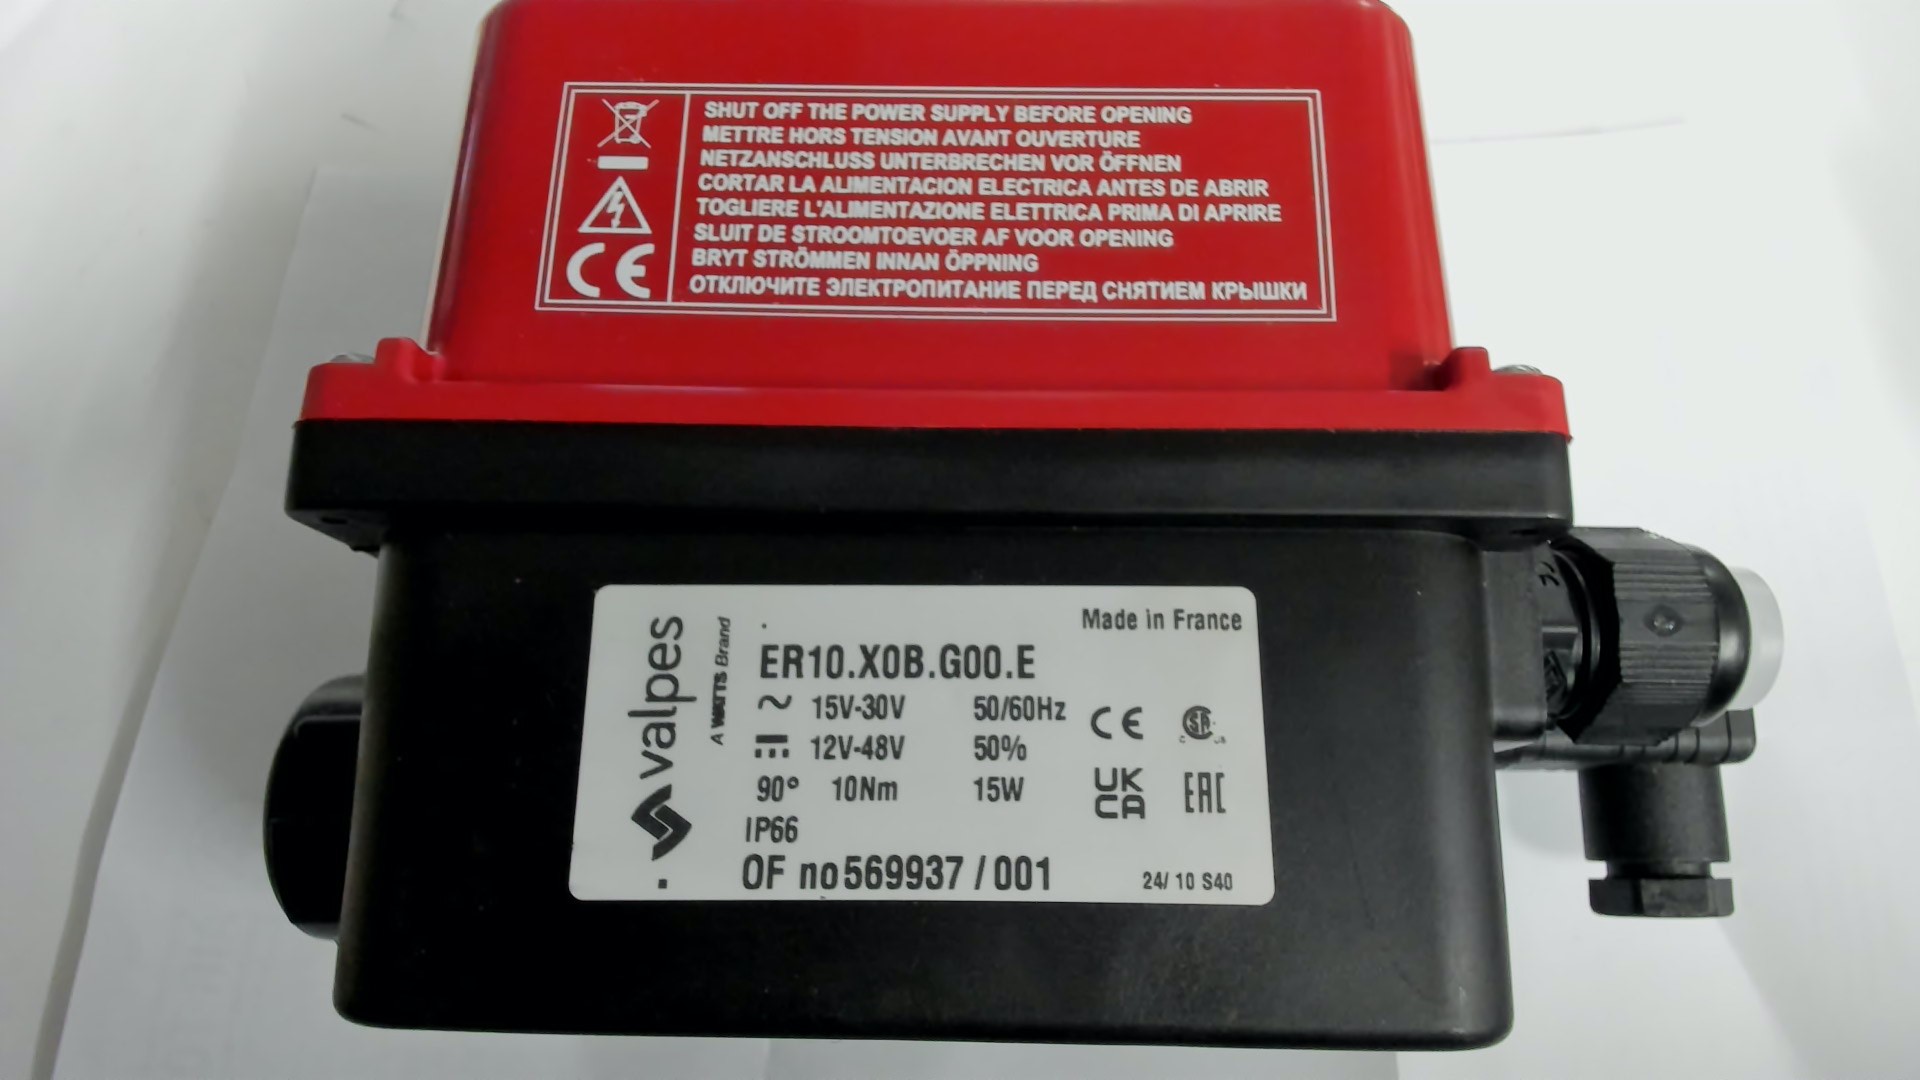 SHUT OFF THE POWER SUPPLY BEFORE OPENING
METTRE HORS TENSION AVANT OUVERTURE
NETZANSCHLUSS UNTERBRECHEN VOR ÖFFNEN
CORTAR LA ALIMENTACION ELECTRICA ANTES DE ABRIR
TOGLIERE L'ALIMENTAZIONE ELETTRICA PRIMA DI APRIRE
SLUIT DE STROOMTOEVOER AF VOOR OPENING
BRYT STRÖMMEN INNAN ÖPPNING
ОТКЛЮЧИТЕ ЭЛЕКТРОПИТАНИЕ ПЕРЕД СНЯТИЕМ КРЫШКИ
CE
valpes
A WATTS Brand
Made in France
ER10.X0B.G00.E
15V-30V 50/60Hz
12V-48V 50%
90° 10Nm 15W
IP66
OF no569937 / 001
24/ 10 S40
CE
C SA US
UK
CA
EAC